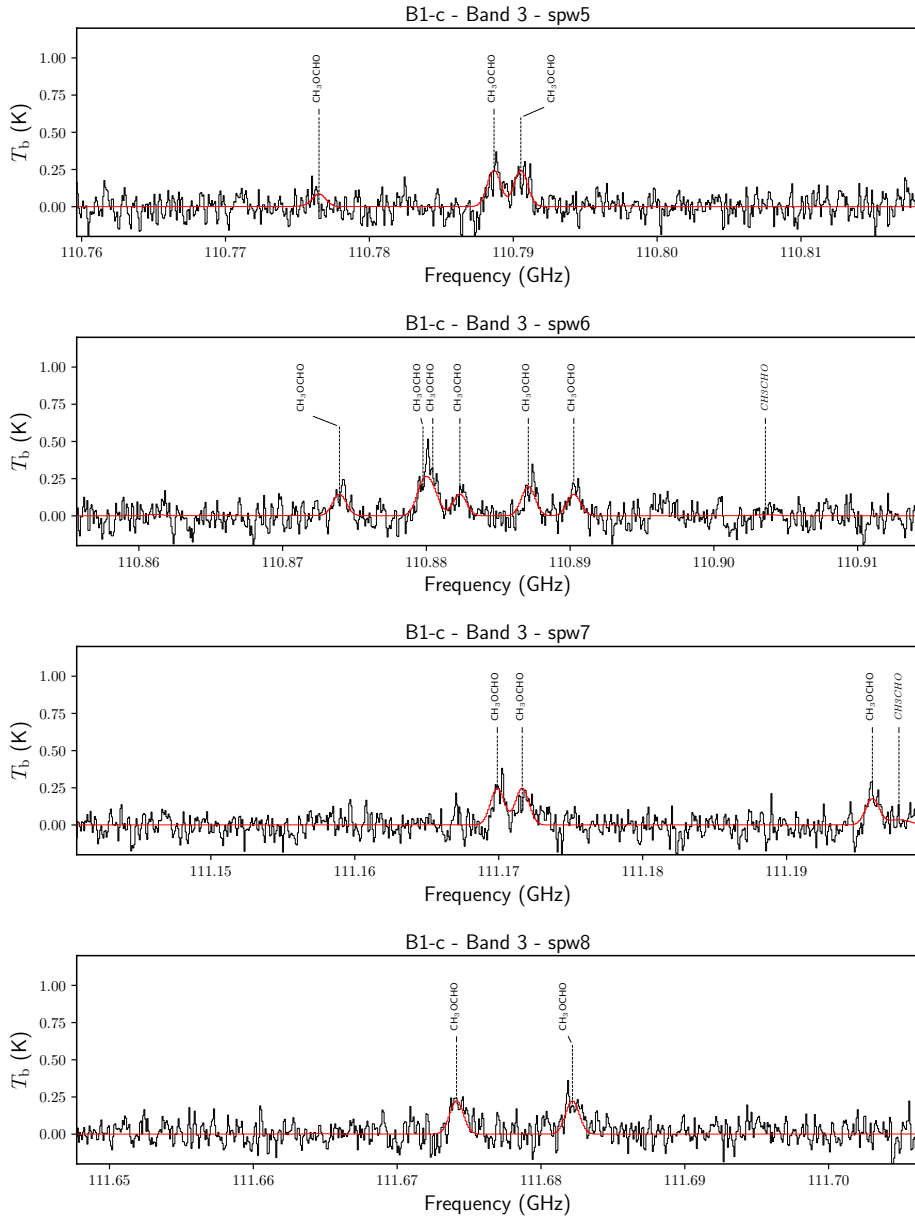 B1-c - Band 3 - spw5
CH₃OCHO
CH₃OCHO
CH₃OCHO
1.00
0.75
0.50
0.25
0.00
T_b (K)
110.76 110.77 110.78 110.79 110.80 110.81
Frequency (GHz)
B1-c - Band 3 - spw6
CH₃OCHO
CH₃OCHO
CH₃OCHO
CH₃OCHO
CH₃OCHO
CH₃OCHO
CH3CHO
1.00
0.75
0.50
0.25
0.00
T_b (K)
110.86 110.87 110.88 110.89 110.90 110.91
Frequency (GHz)
B1-c - Band 3 - spw7
CH₃OCHO
CH₃OCHO
CH₃OCHO
CH3CHO
1.00
0.75
0.50
0.25
0.00
T_b (K)
111.15 111.16 111.17 111.18 111.19
Frequency (GHz)
B1-c - Band 3 - spw8
CH₃OCHO
CH₃OCHO
1.00
0.75
0.50
0.25
0.00
T_b (K)
111.65 111.66 111.67 111.68 111.69 111.70
Frequency (GHz)